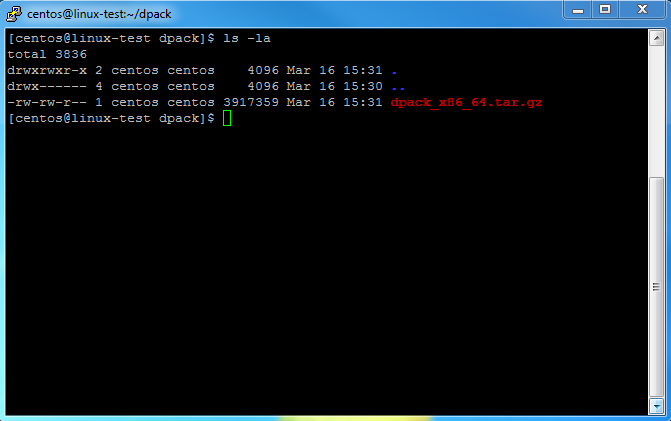 centos@linux-test:~/dpack
[centos@linux-test dpack]$ ls -la
total 3836
drwxrwxr-x 2 centos centos    4096 Mar 16 15:31 .
drwx------ 4 centos centos    4096 Mar 16 15:30 ..
-rw-rw-r-- 1 centos centos 3917359 Mar 16 15:31 dpack_x86_64.tar.gz
[centos@linux-test dpack]$